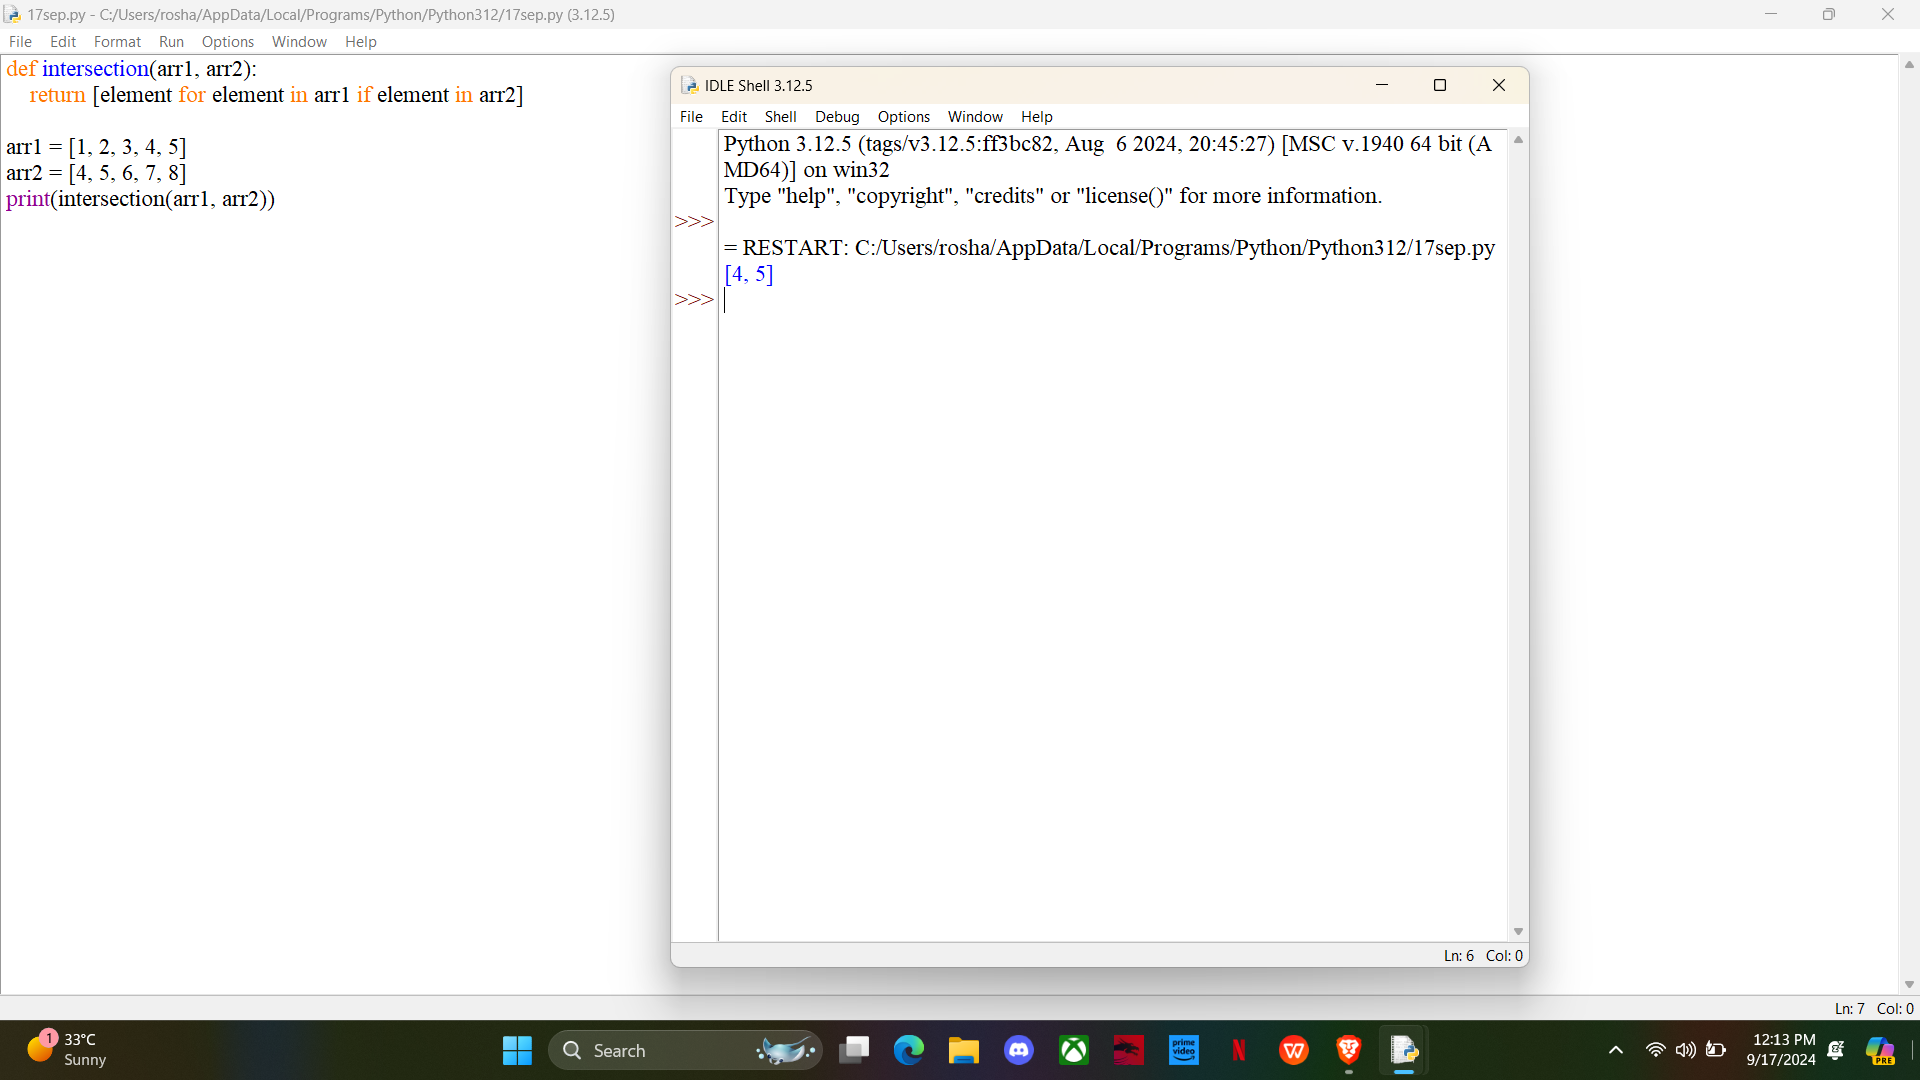 17sep.py - C:/Users/rosha/AppData/Local/Programs/Python/Python312/17sep.py (3.12.5)
File Edit Format Run Options Window Help
def intersection(arr1, arr2):
    return [element for element in arr1 if element in arr2]
arr1 = [1, 2, 3, 4, 5]
arr2 = [4, 5, 6, 7, 8]
print(intersection(arr1, arr2))
IDLE Shell 3.12.5
File Edit Shell Debug Options Window Help
Python 3.12.5 (tags/v3.12.5:ff3bc82, Aug  6 2024, 20:45:27) [MSC v.1940 64 bit (A
MD64)] on win32
Type "help", "copyright", "credits" or "license()" for more information.
>>>
= RESTART: C:/Users/rosha/AppData/Local/Programs/Python/Python312/17sep.py
[4, 5]
>>>
Ln: 6 Col: 0
Ln: 7 Col: 0
1
33°C
Sunny
Search
prime video
N
W
12:13 PM
9/17/2024
PRE